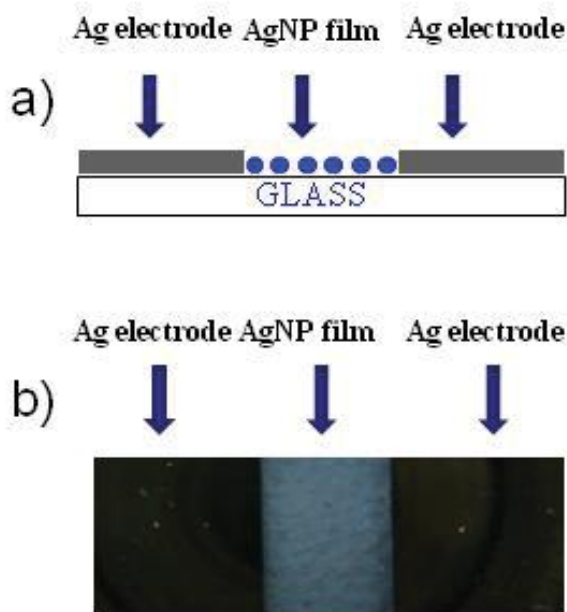 Ag electrode AgNP film Ag electrode
a)
GLASS
Ag electrode AgNP film Ag electrode
b)